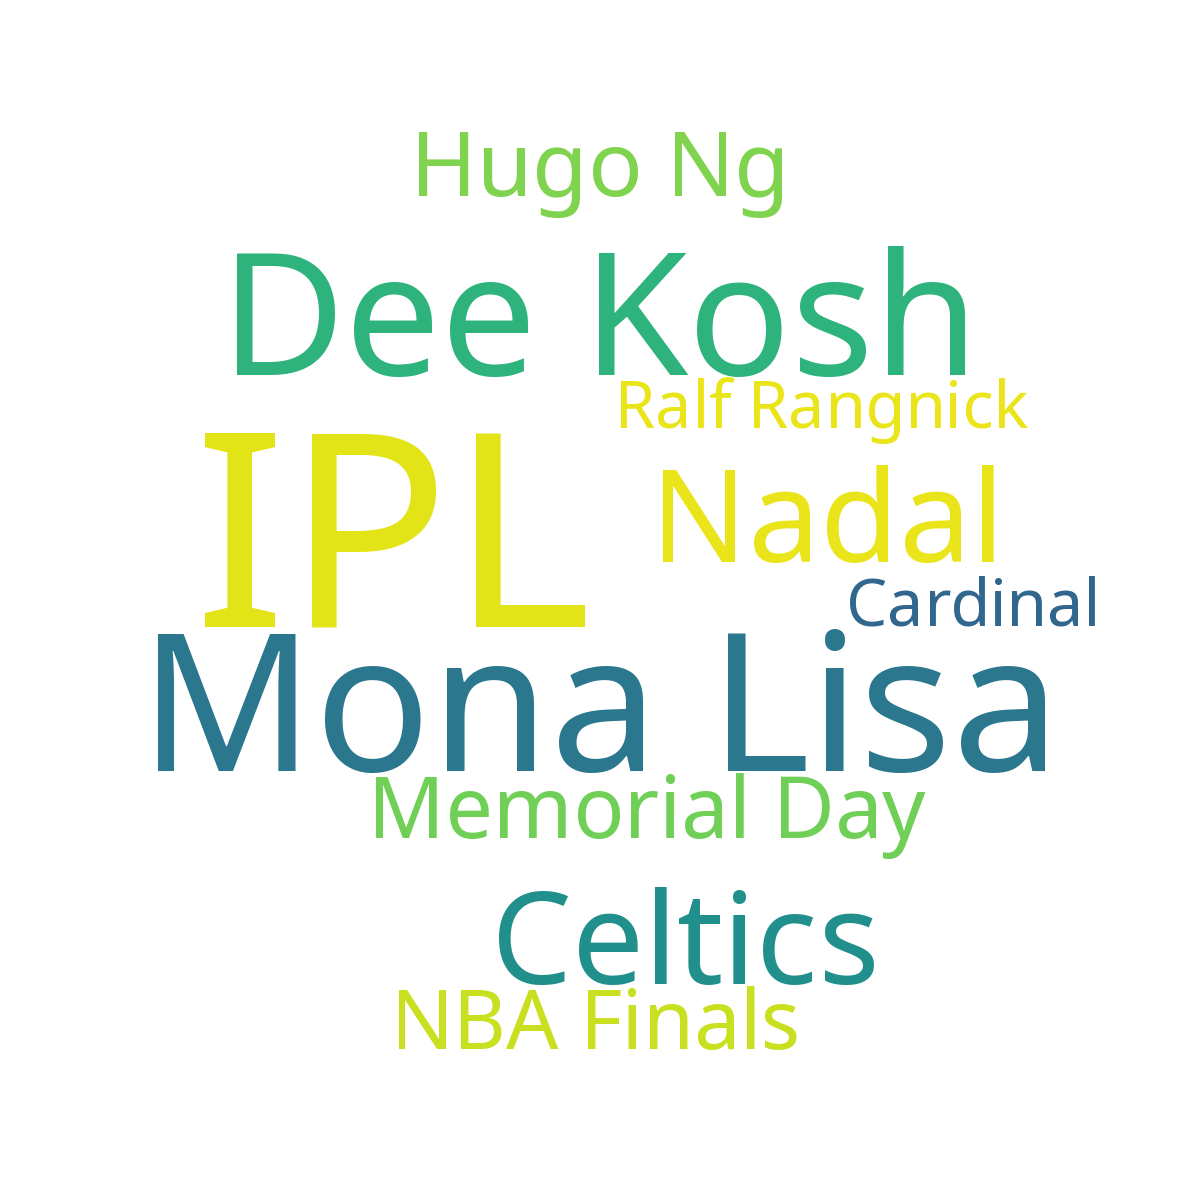 Hugo Ng
Dee Kosh
Ralf Rangnick
IPL
Nadal
Cardinal
Mona Lisa
Memorial Day
Celtics
NBA Finals